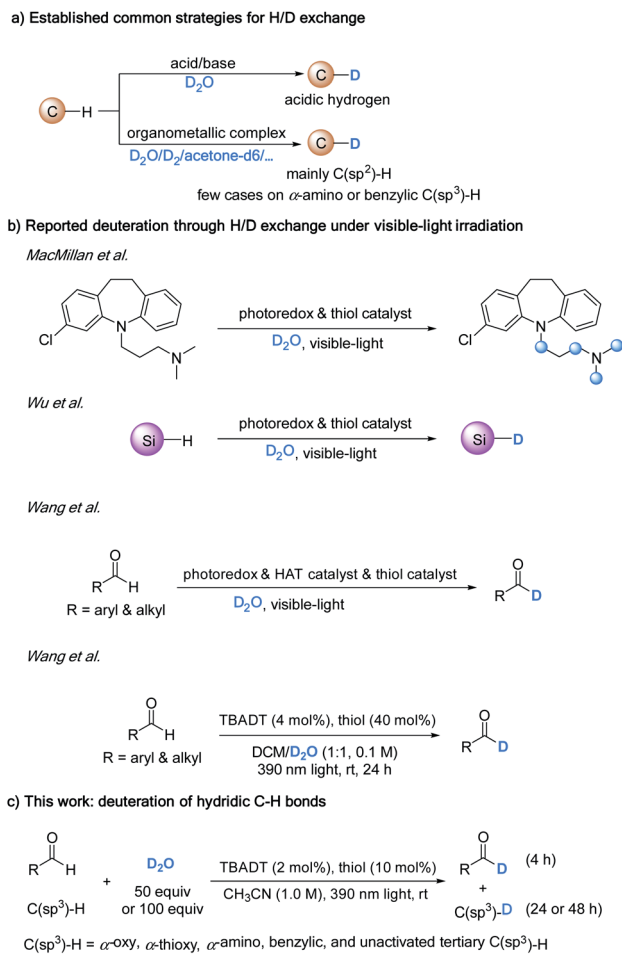 a) Established common strategies for H/D exchange
acid/base
D₂O
C—H
C—D
acidic hydrogen
organometallic complex
D₂O/D₂/acetone-d6/...
C—D
mainly C(sp²)-H
few cases on α-amino or benzylic C(sp³)-H
b) Reported deuteration through H/D exchange under visible-light irradiation
MacMillan et al.
Cl
N
N
photoredox & thiol catalyst
D₂O, visible-light
Cl
N
N
Wu et al.
Si—H
photoredox & thiol catalyst
D₂O, visible-light
Si—D
Wang et al.
O
R H
R = aryl & alkyl
photoredox & HAT catalyst & thiol catalyst
D₂O, visible-light
O
R D
Wang et al.
O
R H
R = aryl & alkyl
TBADT (4 mol%), thiol (40 mol%)
DCM/D₂O (1:1, 0.1 M)
390 nm light, rt, 24 h
O
R D
c) This work: deuteration of hydridic C-H bonds
O
R H
C(sp³)-H
+
D₂O
50 equiv
or 100 equiv
TBADT (2 mol%), thiol (10 mol%)
CH₃CN (1.0 M), 390 nm light, rt
O
R D (4 h)
+
C(sp³)-D (24 or 48 h)
C(sp³)-H = α-oxy, α-thioxy, α-amino, benzylic, and unactivated tertiary C(sp³)-H